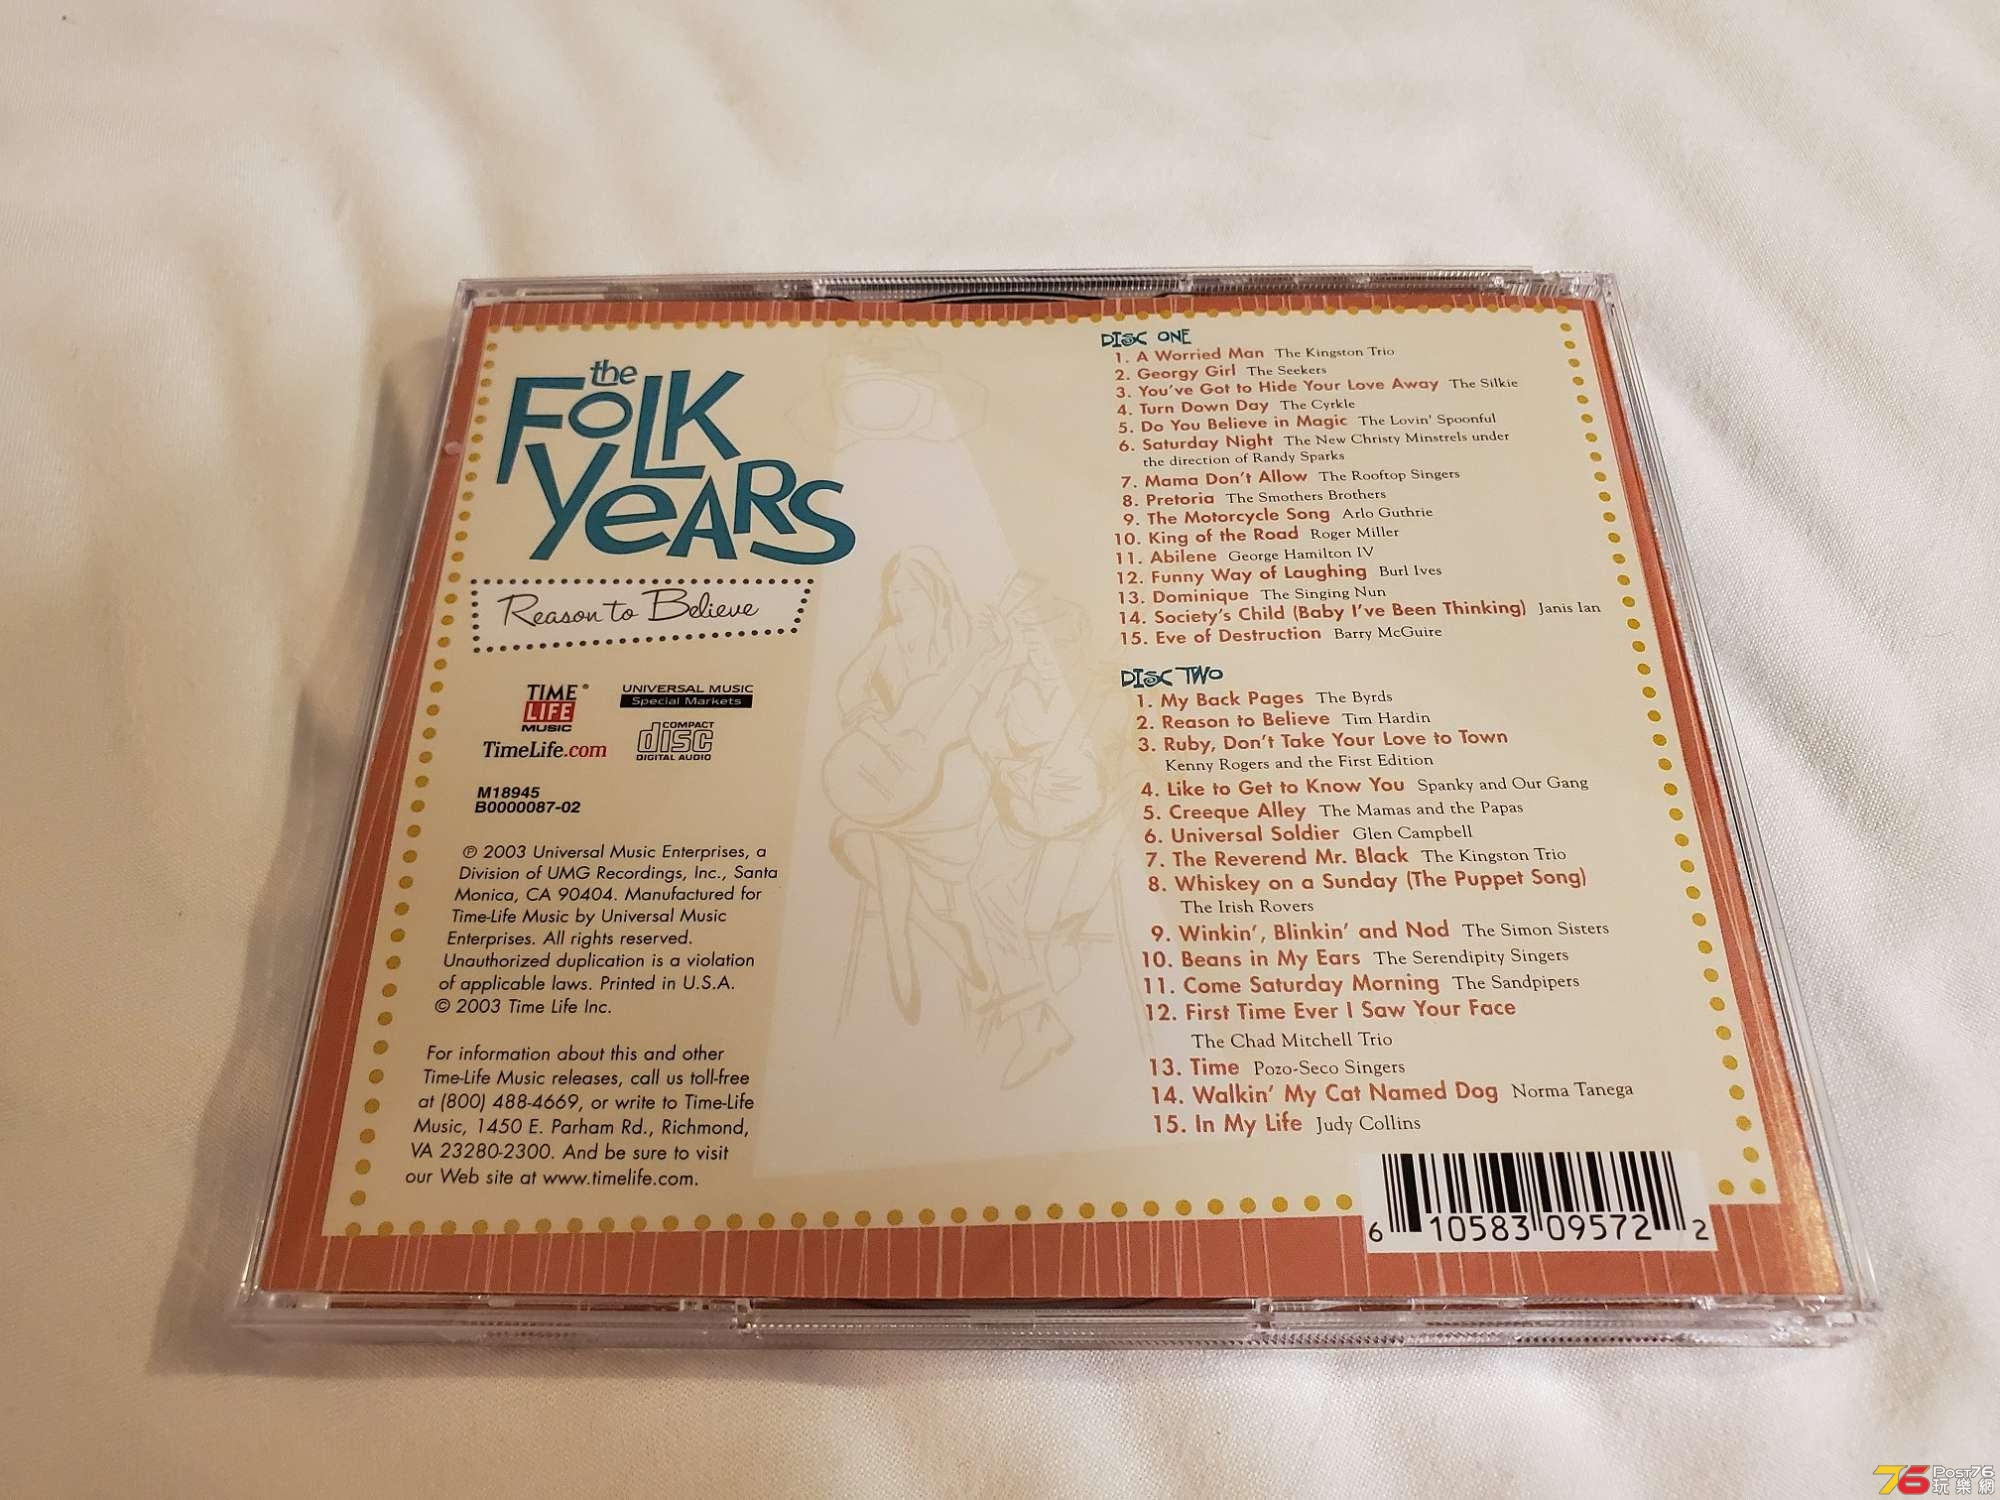 the
FOLK
YEARS
Reason to Believe
TIME ®
LIFE
MUSIC
TimeLife.com
UNIVERSAL MUSIC
Special Markets
COMPACT
disc
DIGITAL AUDIO
M18945
B0000087-02
℗ 2003 Universal Music Enterprises, a
Division of UMG Recordings, Inc., Santa
Monica, CA 90404. Manufactured for
Time-Life Music by Universal Music
Enterprises. All rights reserved.
Unauthorized duplication is a violation
of applicable laws. Printed in U.S.A.
© 2003 Time Life Inc.
For information about this and other
Time-Life Music releases, call us toll-free
at (800) 488-4669, or write to Time-Life
Music, 1450 E. Parham Rd., Richmond,
VA 23280-2300. And be sure to visit
our Web site at www.timelife.com.
DISC ONE
1. A Worried Man The Kingston Trio
2. Georgy Girl The Seekers
3. You've Got to Hide Your Love Away The Silkie
4. Turn Down Day The Cyrkle
5. Do You Believe in Magic The Lovin' Spoonful
6. Saturday Night The New Christy Minstrels under
the direction of Randy Sparks
7. Mama Don't Allow The Rooftop Singers
8. Pretoria The Smothers Brothers
9. The Motorcycle Song Arlo Guthrie
10. King of the Road Roger Miller
11. Abilene George Hamilton IV
12. Funny Way of Laughing Burl Ives
13. Dominique The Singing Nun
14. Society's Child (Baby I've Been Thinking) Janis Ian
15. Eve of Destruction Barry McGuire
DISC TWO
1. My Back Pages The Byrds
2. Reason to Believe Tim Hardin
3. Ruby, Don't Take Your Love to Town
Kenny Rogers and the First Edition
4. Like to Get to Know You Spanky and Our Gang
5. Creeque Alley The Mamas and the Papas
6. Universal Soldier Glen Campbell
7. The Reverend Mr. Black The Kingston Trio
8. Whiskey on a Sunday (The Puppet Song)
The Irish Rovers
9. Winkin', Blinkin' and Nod The Simon Sisters
10. Beans in My Ears The Serendipity Singers
11. Come Saturday Morning The Sandpipers
12. First Time Ever I Saw Your Face
The Chad Mitchell Trio
13. Time Pozo-Seco Singers
14. Walkin' My Cat Named Dog Norma Tanega
15. In My Life Judy Collins
6 10583 09572 2
76 Post76
玩樂網